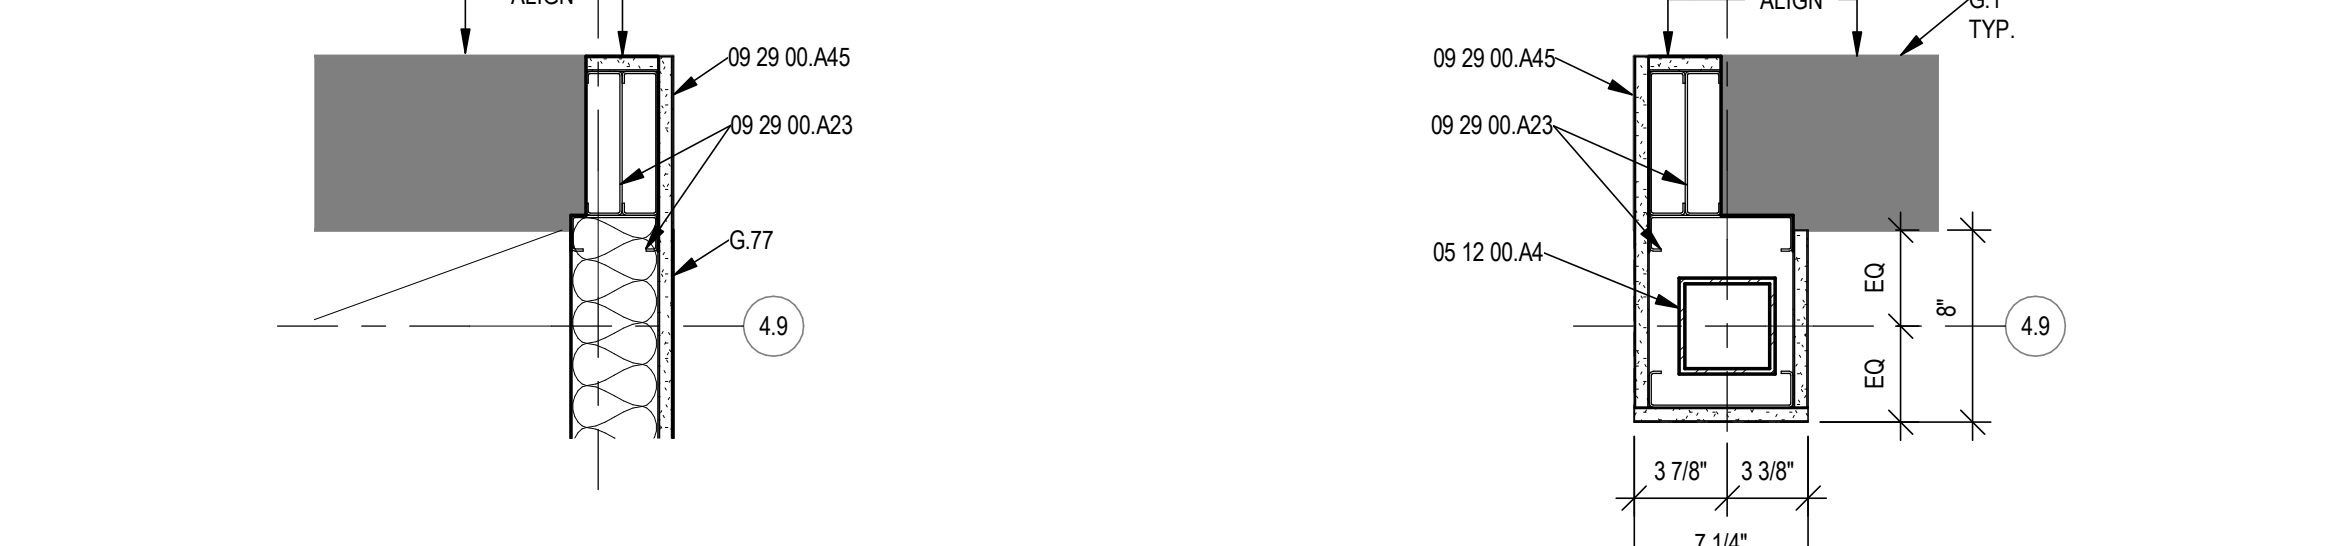 ALIGN
09 29 00.A45
09 29 00.A23
G.77
4.9
ALIGN
G.1
TYP.
09 29 00.A45
09 29 00.A23
05 12 00.A4
EQ
EQ
8"
4.9
3 7/8"
3 3/8"
7 1/4"